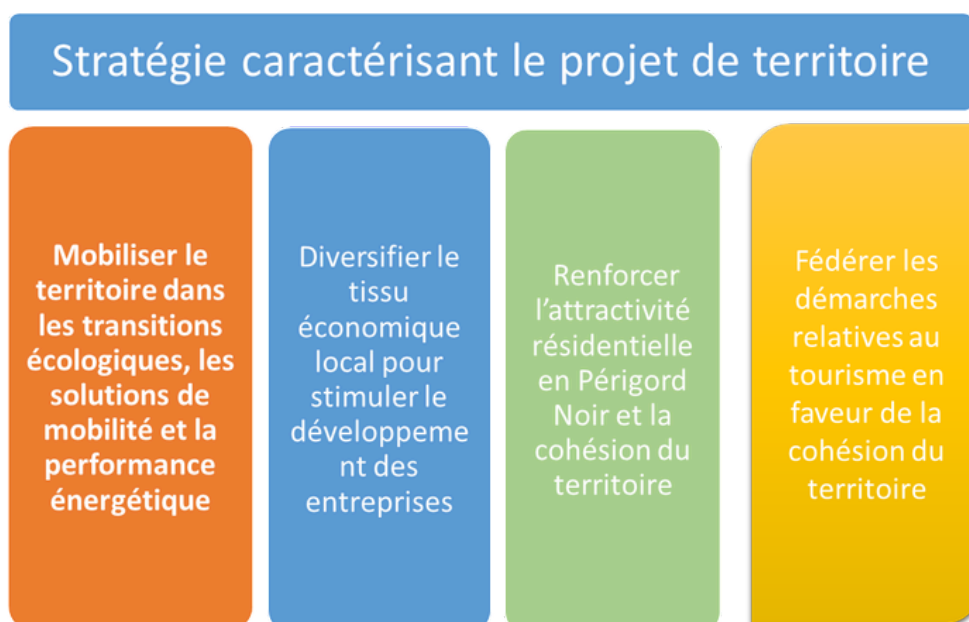 Stratégie caractérisant le projet de territoire
Mobiliser le
territoire dans
les transitions
écologiques, les
solutions de
mobilité et la
performance
énergétique
Diversifier le
tissu
économique
local pour
stimuler le
développeme
nt des
entreprises
Renforcer
l’attractivité
résidentielle
en Périgord
Noir et la
cohésion du
territoire
Fédérer les
démarches
relatives au
tourisme en
faveur de la
cohésion du
territoire